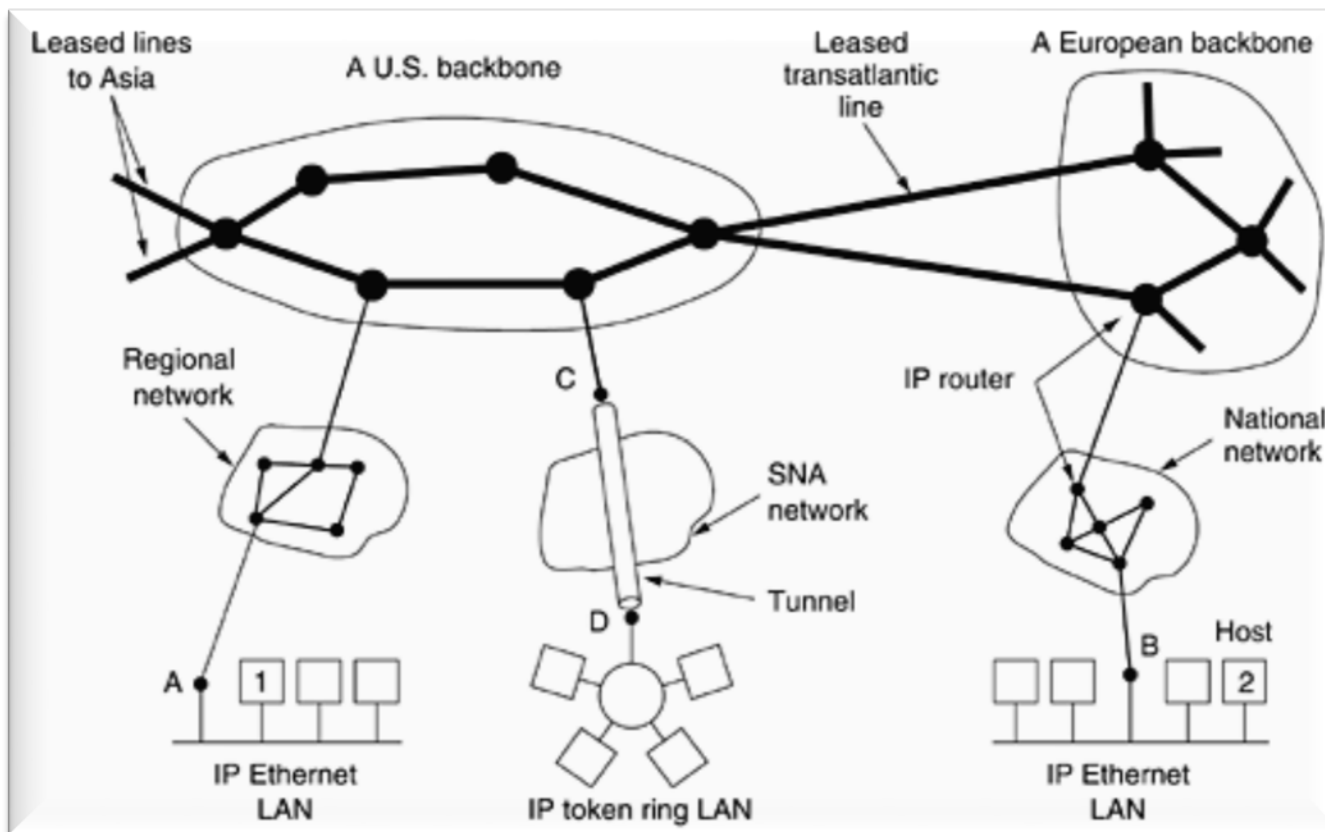 Leased lines
to Asia
A U.S. backbone
Leased
transatlantic
line
A European backbone
Regional
network
C
IP router
National
network
SNA
network
Tunnel
D
A
1
B
Host
2
IP Ethernet
LAN
IP token ring LAN
IP Ethernet
LAN